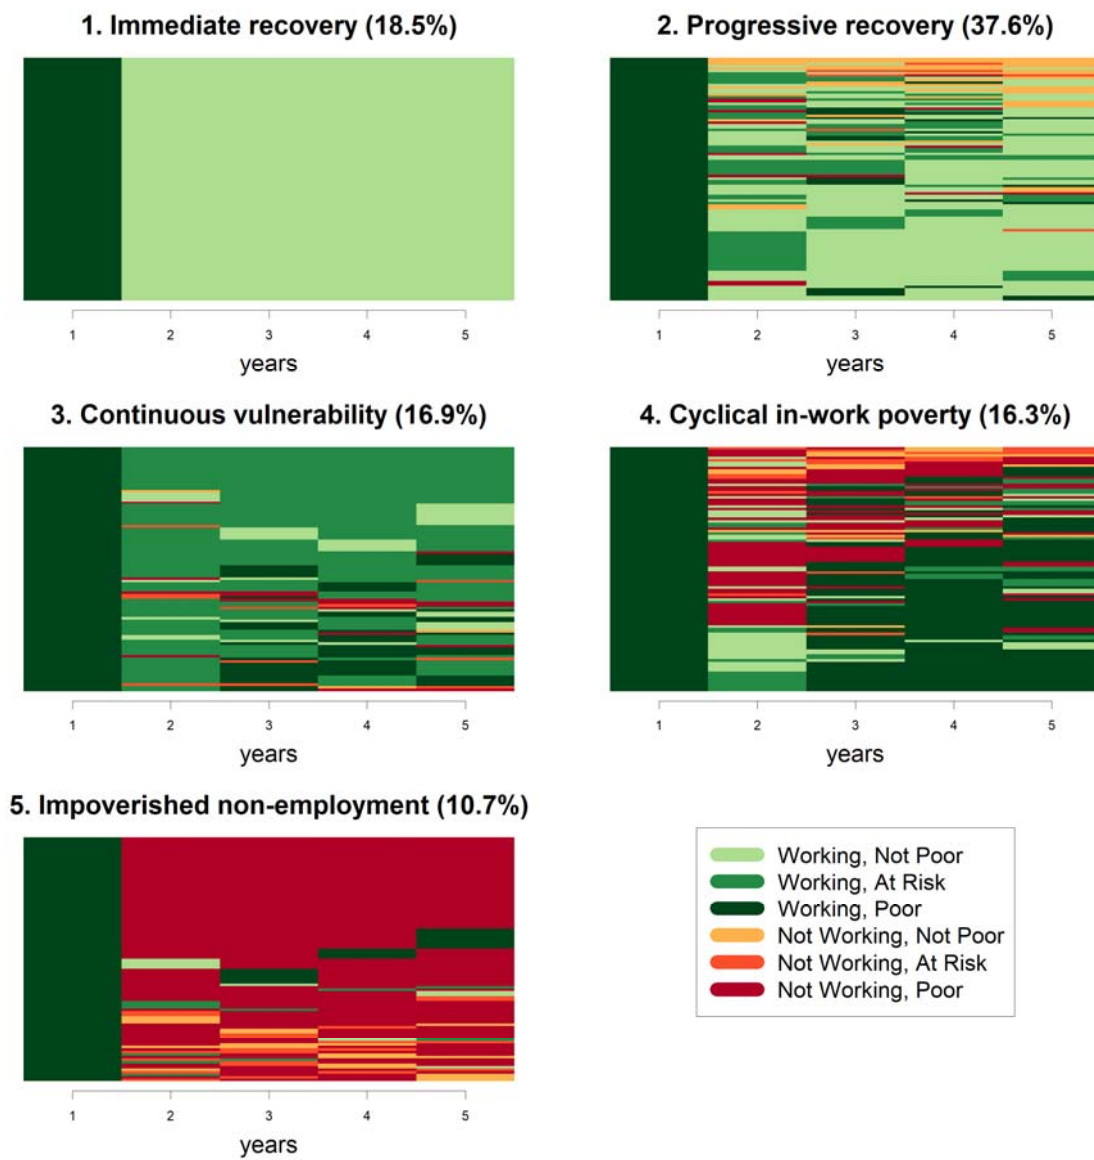 1. Immediate recovery (18.5%)
1 2 3 4 5
years
2. Progressive recovery (37.6%)
1 2 3 4 5
years
3. Continuous vulnerability (16.9%)
1 2 3 4 5
years
4. Cyclical in-work poverty (16.3%)
1 2 3 4 5
years
5. Impoverished non-employment (10.7%)
1 2 3 4 5
years
Working, Not Poor
Working, At Risk
Working, Poor
Not Working, Not Poor
Not Working, At Risk
Not Working, Poor